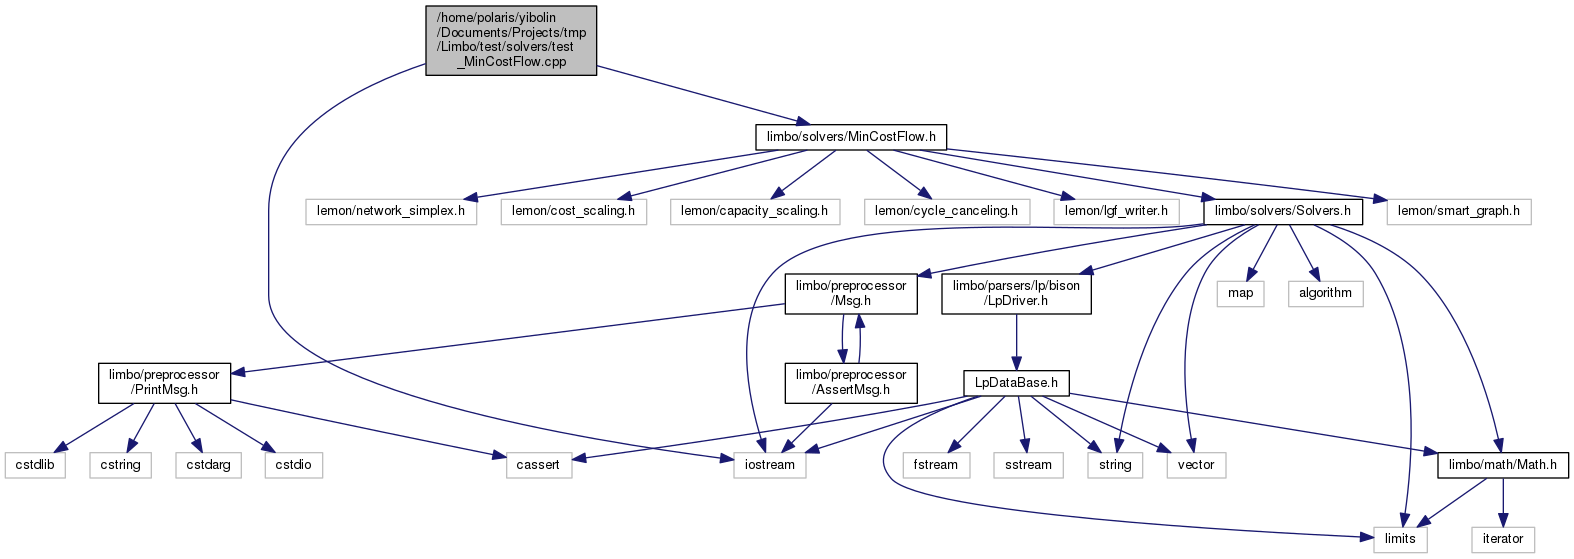 /home/polaris/yibolin
/Documents/Projects/tmp
/Limbo/test/solvers/test
_MinCostFlow.cpp
limbo/solvers/MinCostFlow.h
lemon/network_simplex.h
lemon/cost_scaling.h
lemon/capacity_scaling.h
lemon/cycle_canceling.h
lemon/lgf_writer.h
limbo/solvers/Solvers.h
lemon/smart_graph.h
limbo/preprocessor
/Msg.h
limbo/parsers/lp/bison
/LpDriver.h
map
algorithm
limbo/preprocessor
/PrintMsg.h
limbo/preprocessor
/AssertMsg.h
LpDataBase.h
cstdlib
cstring
cstdarg
cstdio
cassert
iostream
fstream
sstream
string
vector
limbo/math/Math.h
limits
iterator